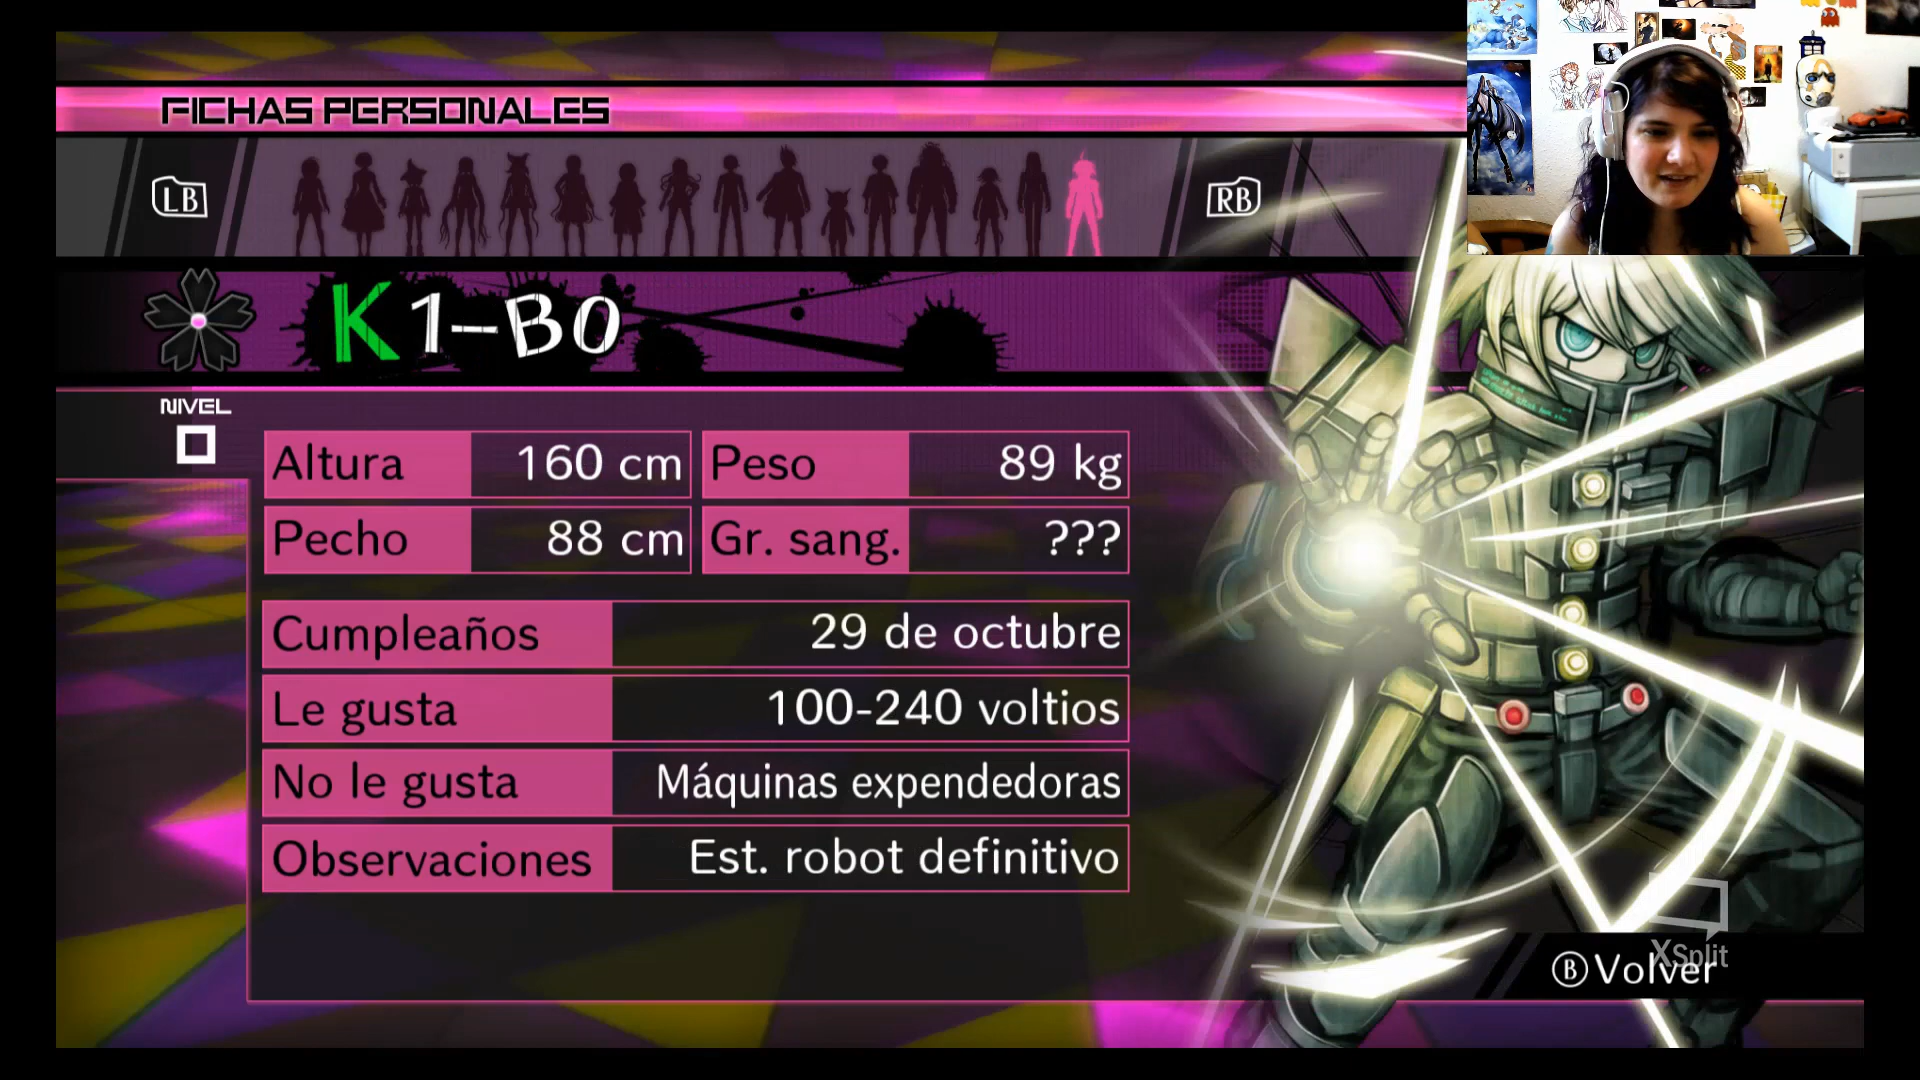 FICHAS PERSONALES
LB
RB
K1-B0
NIVEL
0
Altura 160 cm Peso 89 kg
Pecho 88 cm Gr. sang. ???
Cumpleaños 29 de octubre
Le gusta 100-240 voltios
No le gusta Máquinas expendedoras
Observaciones Est. robot definitivo
XSplit
B Volver